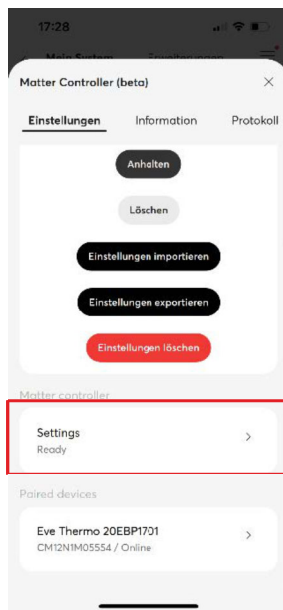 17:28
Mein System Erweiterungen
Matter Controller (beta)
Einstellungen Information Protokoll
Anhalten
Löschen
Einstellungen importieren
Einstellungen exportieren
Einstellungen löschen
Matter controller
Settings
Ready
Paired devices
Eve Thermo 20EBP1701
CM12N1M05554 / Online